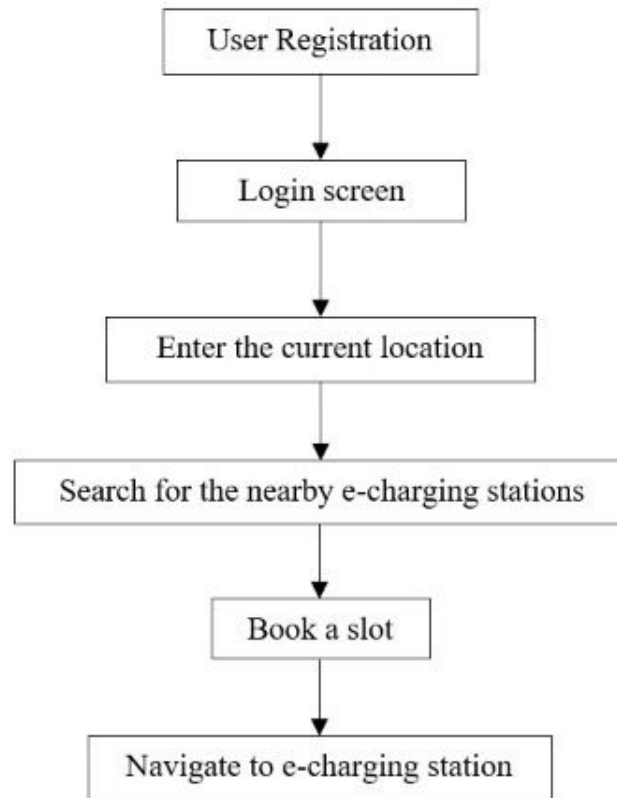 User Registration
Login screen
Enter the current location
Search for the nearby e-charging stations
Book a slot
Navigate to e-charging station